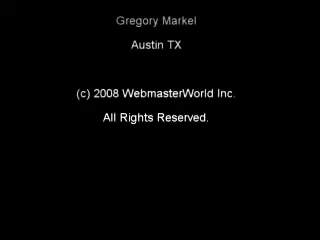 Gregory Markel
Austin TX
(c) 2008 WebmasterWorld Inc.
All Rights Reserved.